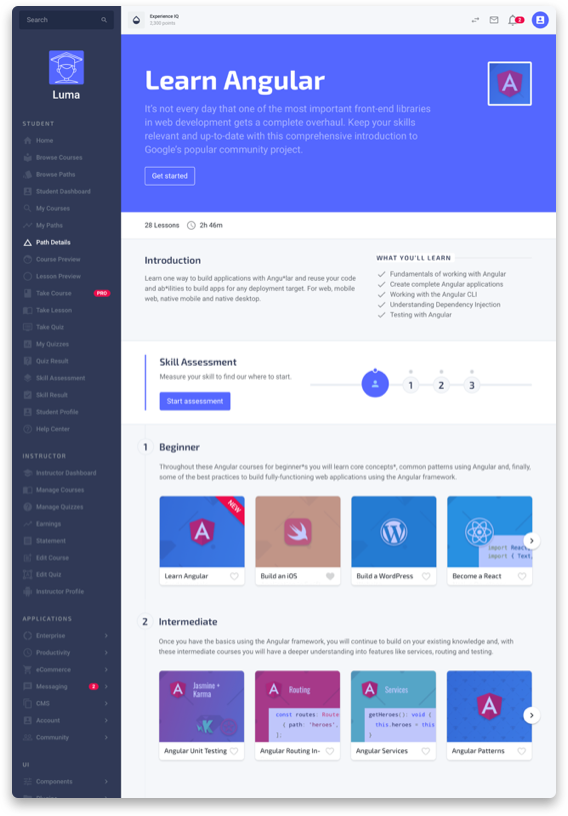 Search
Luma
STUDENT
Home
Browse Courses
Browse Paths
Student Dashboard
My Courses
My Paths
Path Details
Course Preview
Lesson Preview
Take Course PRO
Take Lesson
Take Quiz
My Quizzes
Quiz Result
Skill Assessment
Skill Result
Student Profile
Help Center
INSTRUCTOR
Instructor Dashboard
Manage Courses
Manage Quizzes
Earnings
Statement
Edit Course
Edit Quiz
Instructor Profile
APPLICATIONS
Enterprise
Productivity
eCommerce
Messaging 2
CMS
Account
Community
UI
Components
Experience IQ
2,300 points
2
Learn Angular
It's not every day that one of the most important front-end libraries
in web development gets a complete overhaul. Keep your skills
relevant and up-to-date with this comprehensive introduction to
Google's popular community project.
Get started
28 Lessons 2h 46m
Introduction
Learn one way to build applications with Angu*lar and reuse your code
and ab*ilities to build apps for any deployment target. For web, mobile
web, native mobile and native desktop.
WHAT YOU'LL LEARN
Fundamentals of working with Angular
Create complete Angular applications
Working with the Angular CLI
Understanding Dependency Injection
Testing with Angular
Skill Assessment
Measure your skill to find our where to start.
Start assessment
1 2 3
1 Beginner
Throughout these Angular courses for beginner*s you will learn core concepts*, common patterns using Angular and, finally,
some of the best practices to build fully-functioning web applications using the Angular framework.
NEW
import React
import { Text,
Learn Angular
Build an iOS
Build a WordPress
Become a React
2 Intermediate
Once you have the basics using the Angular framework, you will continue to build on your existing knowledge and, with
these intermediate courses you will have a deeper understanding into features like services, routing and testing.
Jasmine +
Karma
Routing
const routes: Route
{ path: "heroes",
];
Services
getHeroes(): void {
this.heroes = this
}
Angular Unit Testing
Angular Routing In-
Angular Services
Angular Patterns